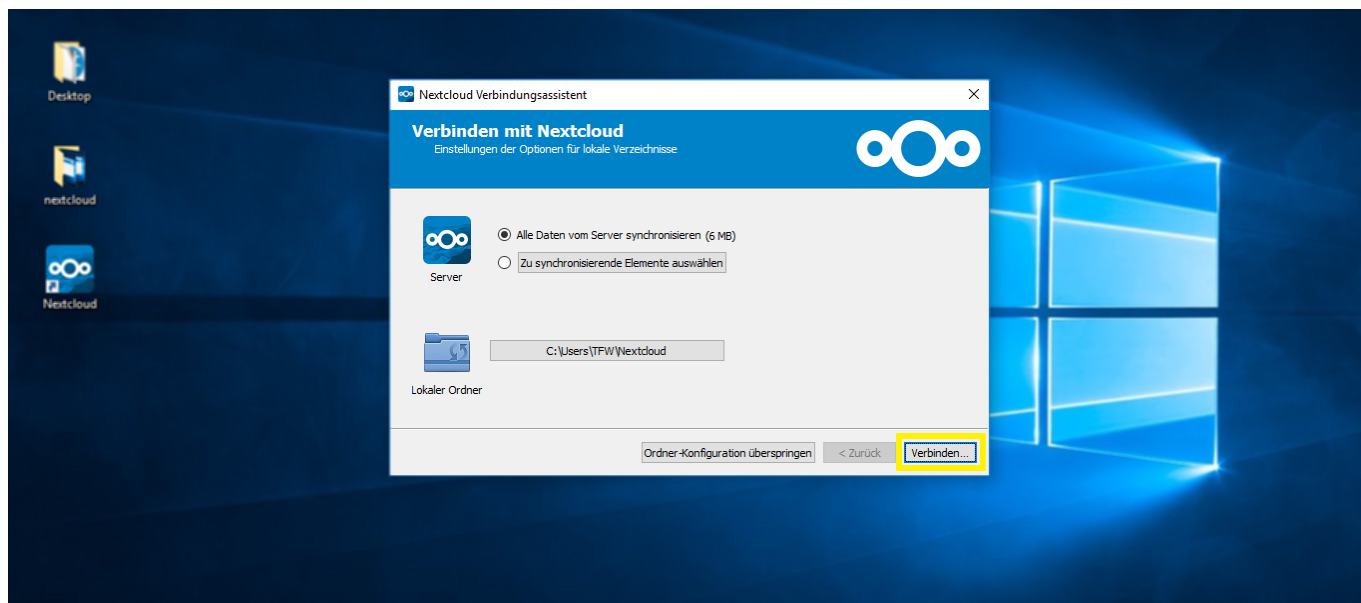 Desktop
nextcloud
Nextcloud
Nextcloud Verbindungsassistent
Verbinden mit Nextcloud
Einstellungen der Optionen für lokale Verzeichnisse
Server
Alle Daten vom Server synchronisieren (6 MB)
Zu synchronisierende Elemente auswählen
C:\Users\TFW\Nextcloud
Lokaler Ordner
Ordner-Konfiguration überspringen
< Zurück
Verbinden...